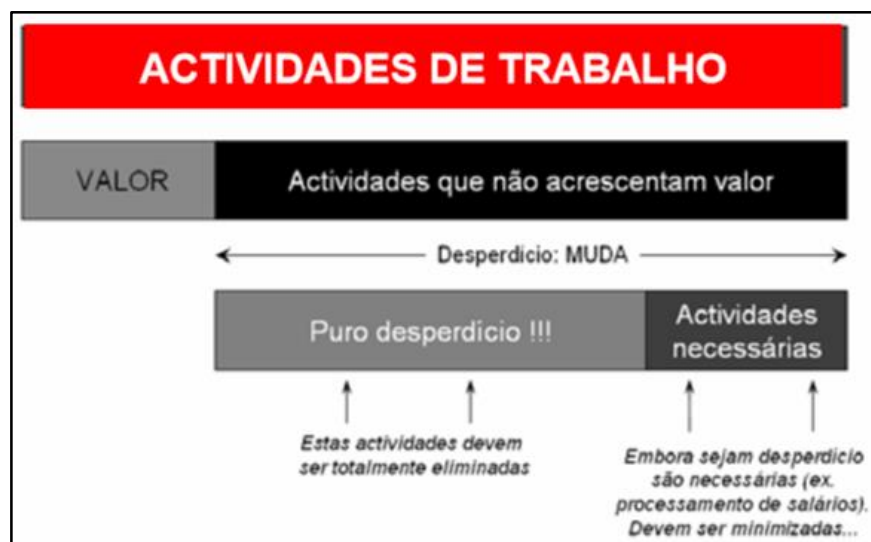 ACTIVIDADES DE TRABALHO
VALOR
Actividades que não acrescentam valor
Desperdício: MUDA
Puro desperdício !!!
Actividades
necessárias
Estas actividades devem
ser totalmente eliminadas
Embora sejam desperdício
são necessárias (ex.
processamento de salários).
Devem ser minimizadas...